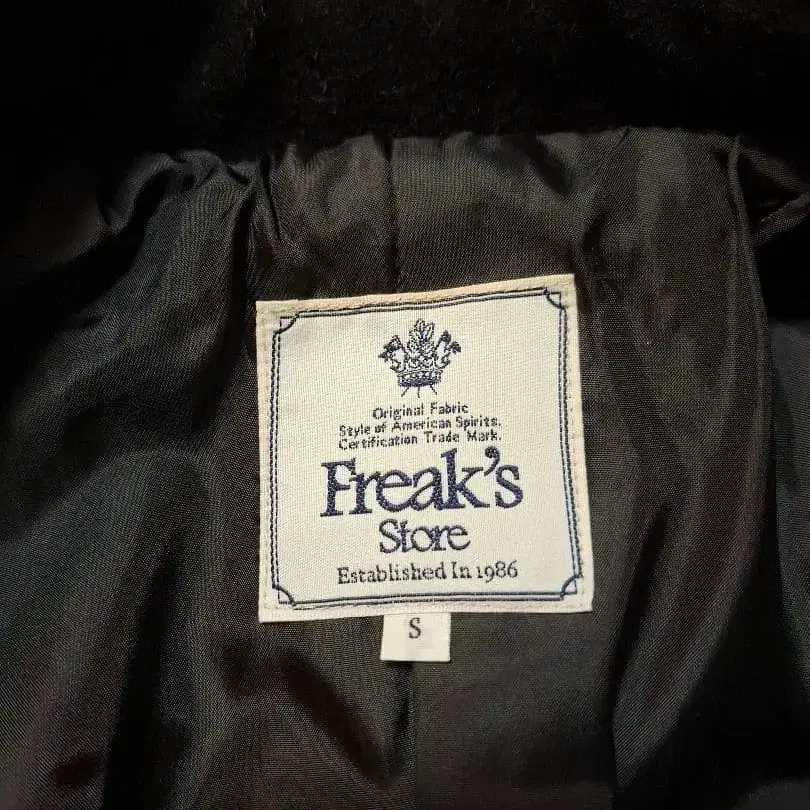 Original Fabric
Style of American Spirits.
Certification Trade Mark.
Freak's
Store
Established In 1986
S